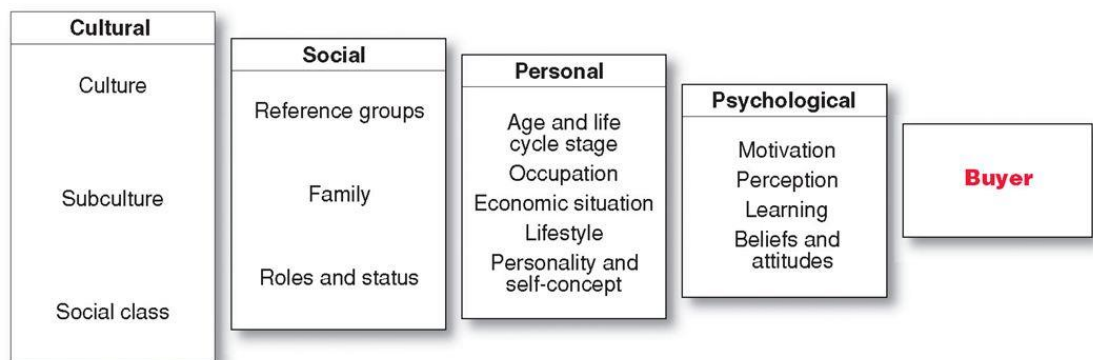 Cultural
Culture
Subculture
Social class
Social
Reference groups
Family
Roles and status
Personal
Age and life
cycle stage
Occupation
Economic situation
Lifestyle
Personality and
self-concept
Psychological
Motivation
Perception
Learning
Beliefs and
attitudes
Buyer